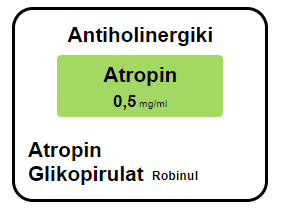 Antiholinergiki
Atropin
0,5 mg/ml
Atropin
Glikopirulat Robinul